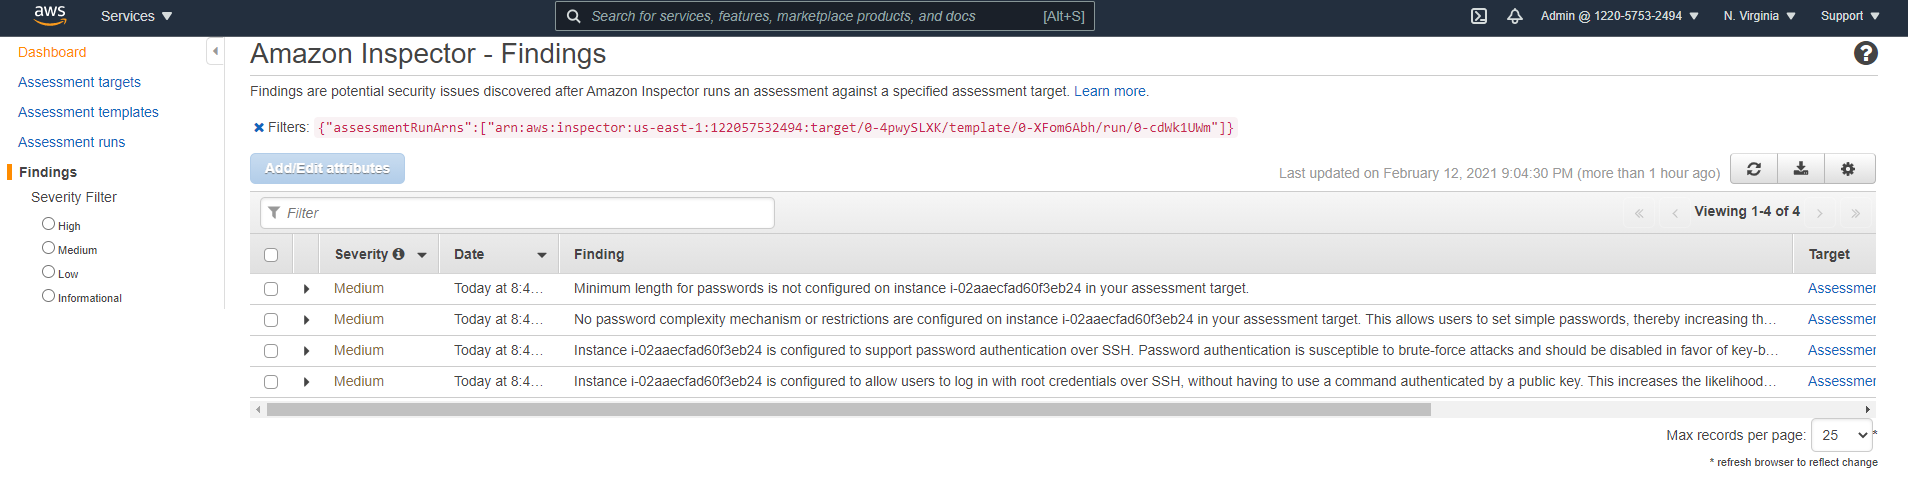 aws Services Search for services, features, marketplace products, and docs [Alt+S] Admin @ 1220-5753-2494 N. Virginia Support
Dashboard
Assessment targets
Assessment templates
Assessment runs
Findings
Severity Filter
High
Medium
Low
Informational
Amazon Inspector - Findings
Findings are potential security issues discovered after Amazon Inspector runs an assessment against a specified assessment target. Learn more.
Filters: {"assessmentRunArns":["arn:aws:inspector:us-east-1:122057532494:target/0-4pwySLXK/template/0-XFom6Abh/run/0-cdWk1UWm"]}
Add/Edit attributes Last updated on February 12, 2021 9:04:30 PM (more than 1 hour ago)
Filter Viewing 1-4 of 4
Severity Date Finding Target
Medium Today at 8:4... Minimum length for passwords is not configured on instance i-02aaecfad60f3eb24 in your assessment target. Assessmer
Medium Today at 8:4... No password complexity mechanism or restrictions are configured on instance i-02aaecfad60f3eb24 in your assessment target. This allows users to set simple passwords, thereby increasing th... Assessmer
Medium Today at 8:4... Instance i-02aaecfad60f3eb24 is configured to support password authentication over SSH. Password authentication is susceptible to brute-force attacks and should be disabled in favor of key-b... Assessmer
Medium Today at 8:4... Instance i-02aaecfad60f3eb24 is configured to allow users to log in with root credentials over SSH, without having to use a command authenticated by a public key. This increases the likelihood... Assessmer
Max records per page: 25 *
* refresh browser to reflect change